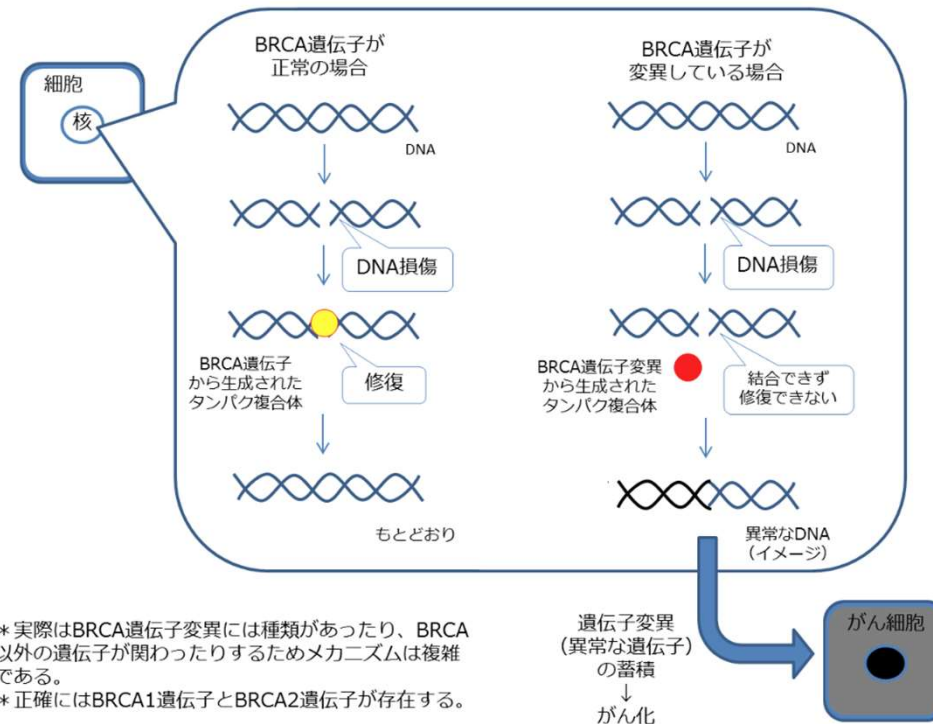 細胞
核
BRCA遺伝子が
正常の場合
DNA
DNA損傷
BRCA遺伝子
から生成された
タンパク複合体
修復
もとどおり
BRCA遺伝子が
変異している場合
DNA
DNA損傷
BRCA遺伝子変異
から生成された
タンパク複合体
結合できず
修復できない
異常なDNA
（イメージ）
遺伝子変異
（異常な遺伝子）
の蓄積
↓
がん化
がん細胞
＊実際はBRCA遺伝子変異には種類があったり、BRCA
以外の遺伝子が関わったりするためメカニズムは複雑
である。
＊正確にはBRCA1遺伝子とBRCA2遺伝子が存在する。